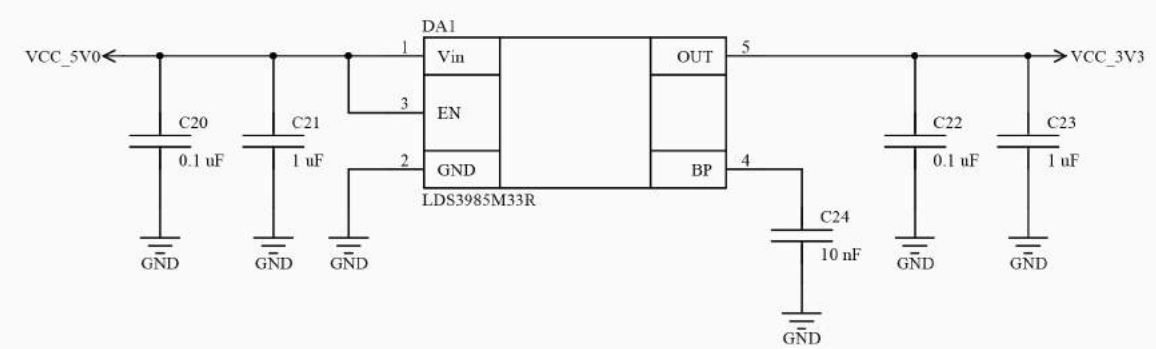 DA1
VCC_5V0
1
Vin
OUT
5
VCC_3V3
3
EN
C20
0.1 uF
C21
1 uF
C22
0.1 uF
C23
1 uF
2
GND
BP
4
LDS3985M33R
C24
10 nF
GND
GND
GND
GND
GND
GND